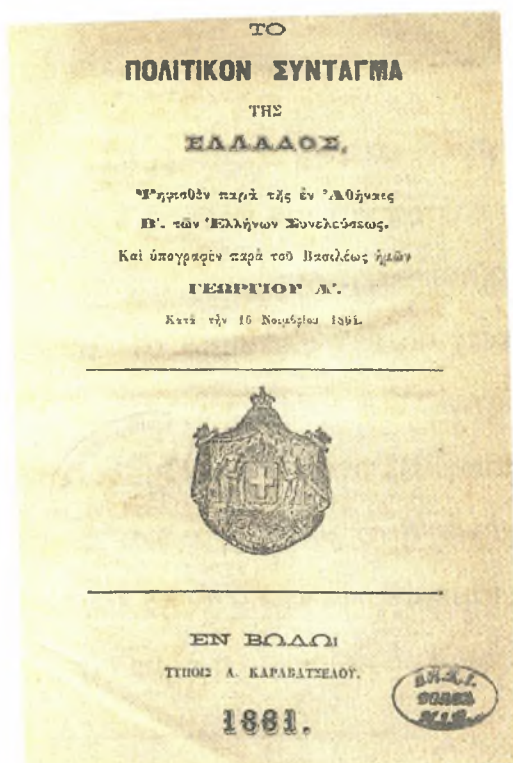 ΤΟ
ΠΟΛΙΤΙΚΟΝ ΣΥΝΤΑΓΜΑ
ΤΗΣ
ΕΛΛΑΔΟΣ,
Ψηφισθὲν παρὰ τῆς ἐν Ἀθήναις
Β'. τῶν Ἑλλήνων Συνελεύσεως.
Καὶ ὑπογραφὲν παρὰ τοῦ Βασιλέως ἡμῶν
ΓΕΩΡΓΙΟΥ Α'.
Κατὰ τὴν 16 Νοεμβρίου
ΕΝ ΒΩΛΩι
ΤΥΠΟΙΣ Α. ΚΑΡΑΒΑΤΣΕΛΟΥ.
1881.